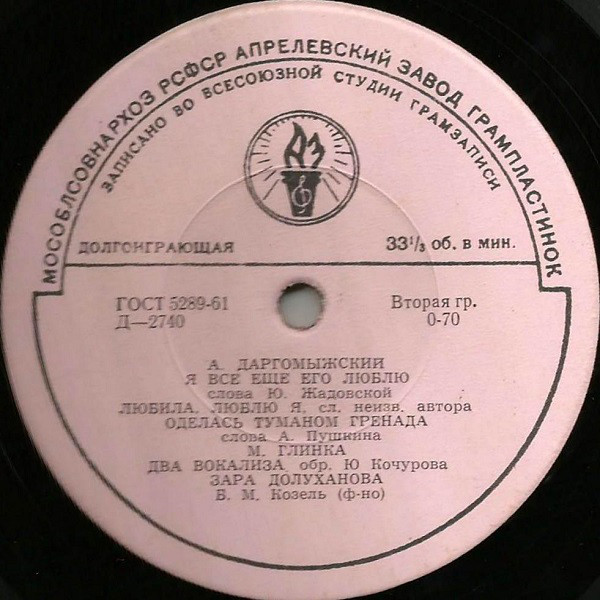 МОСОБЛСОВНАРХОЗ РСФСР АПРЕЛЕВСКИЙ ЗАВОД ГРАМПЛАСТИНОК
ЗАПИСАНО ВО ВСЕСОЮЗНОЙ СТУДИИ ГРАМЗАПИСИ
АЗ
ДОЛГОИГРАЮЩАЯ
33⅓ об. в мин.
ГОСТ 5289-61
Д—2740
Вторая гр.
0-70
А. ДАРГОМЫЖСКИЙ
Я ВСЕ ЕЩЕ ЕГО ЛЮБЛЮ
слова Ю. Жадовской
ЛЮБИЛА, ЛЮБЛЮ Я, сл. неизв. автора
ОДЕЛАСЬ ТУМАНОМ ГРЕНАДА
слова А. Пушкина
М. ГЛИНКА
ДВА ВОКАЛИЗА обр. Ю Кочурова
ЗАРА ДОЛУХАНОВА
Б. М. Козель (ф-но)